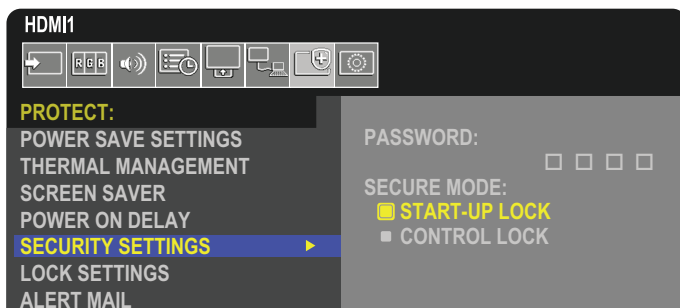 HDMI1
RGB
PROTECT:
POWER SAVE SETTINGS
THERMAL MANAGEMENT
SCREEN SAVER
POWER ON DELAY
SECURITY SETTINGS
LOCK SETTINGS
ALERT MAIL
PASSWORD:
SECURE MODE:
START-UP LOCK
CONTROL LOCK